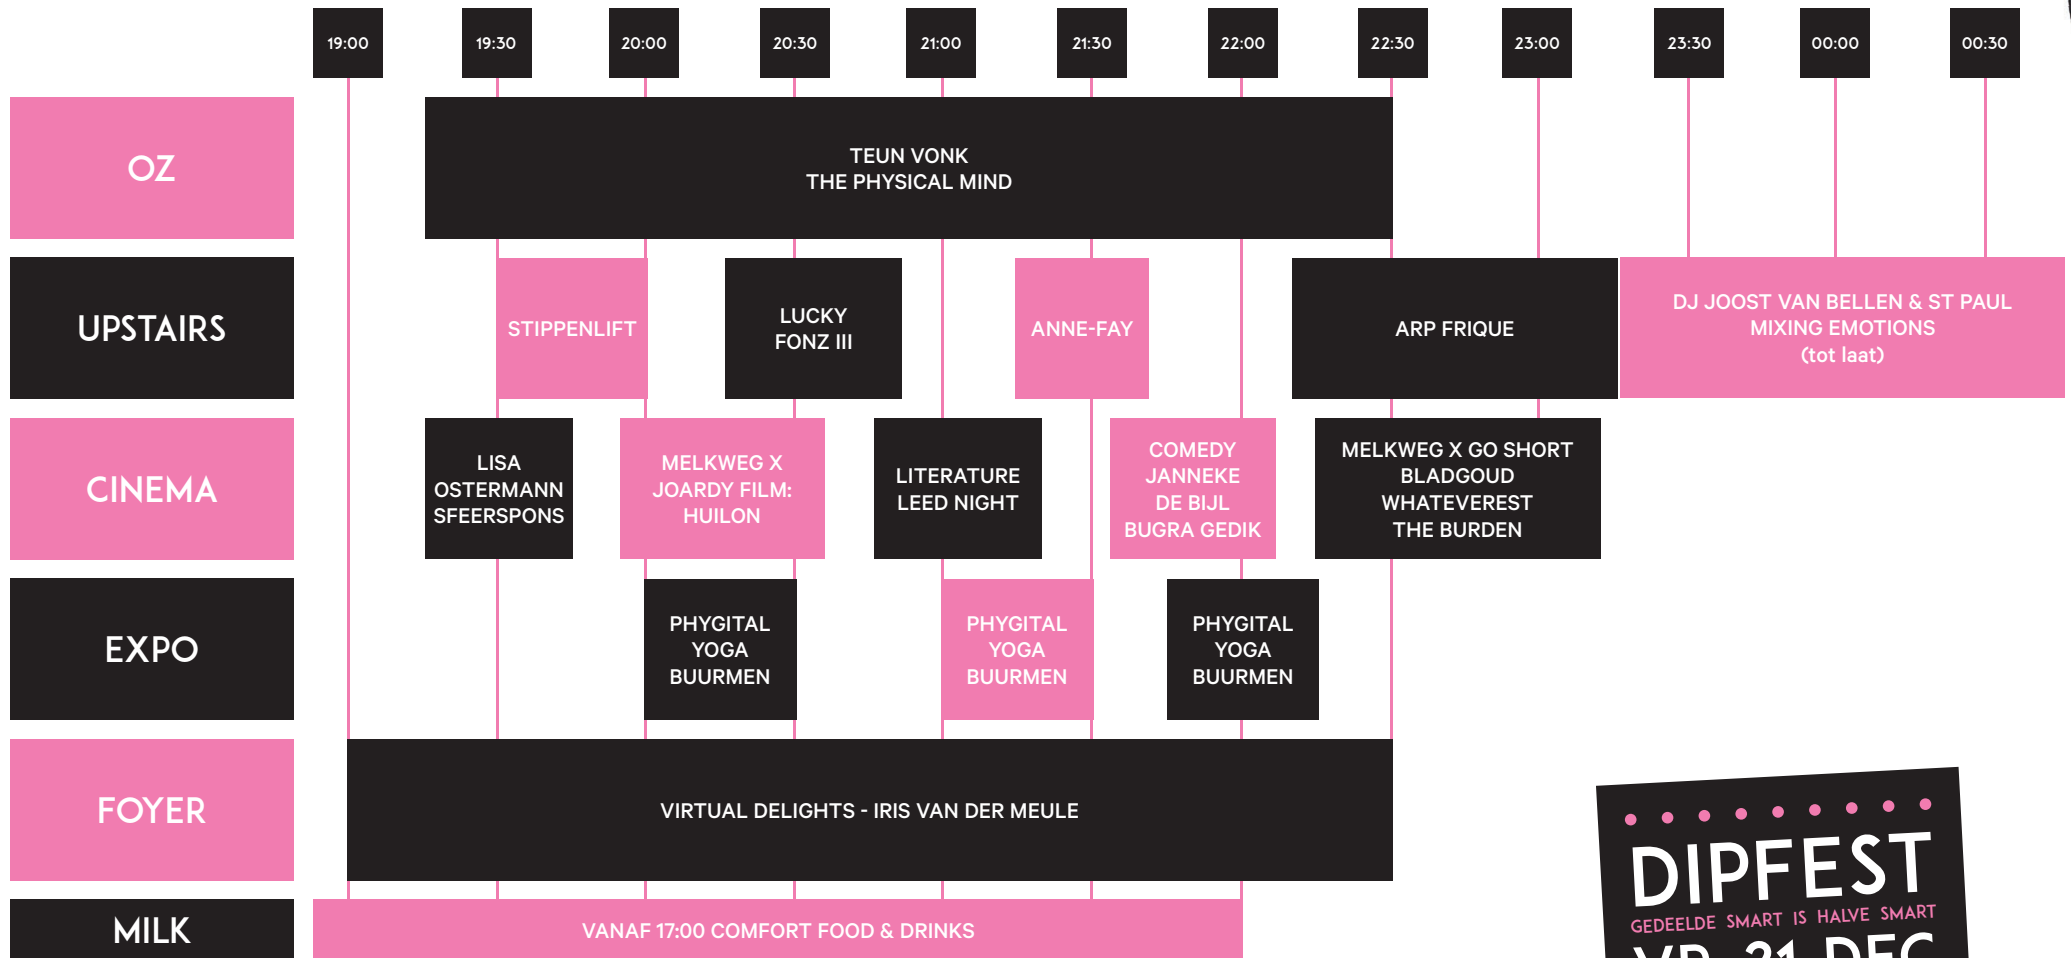 19:00 19:30 20:00 20:30 21:00 21:30 22:00 22:30 23:00 23:30 00:00 00:30
OZ
TEUN VONK
THE PHYSICAL MIND
UPSTAIRS
STIPPENLIFT
LUCKY
FONZ III
ANNE-FAY
ARP FRIQUE
DJ JOOST VAN BELLEN & ST PAUL
MIXING EMOTIONS
(tot laat)
CINEMA
LISA
OSTERMANN
SFEERSPONS
MELKWEG X
JOARDY FILM:
HUILON
LITERATURE
LEED NIGHT
COMEDY
JANNEKE
DE BIJL
BUGRA GEDIK
MELKWEG X GO SHORT
BLADGOUD
WHATEVEREST
THE BURDEN
EXPO
PHYGITAL
YOGA
BUURMEN
PHYGITAL
YOGA
BUURMEN
PHYGITAL
YOGA
BUURMEN
FOYER
VIRTUAL DELIGHTS - IRIS VAN DER MEULE
MILK
VANAF 17:00 COMFORT FOOD & DRINKS
DIPFEST
GEDEELDE SMART IS HALVE SMART
VR 21 DEC